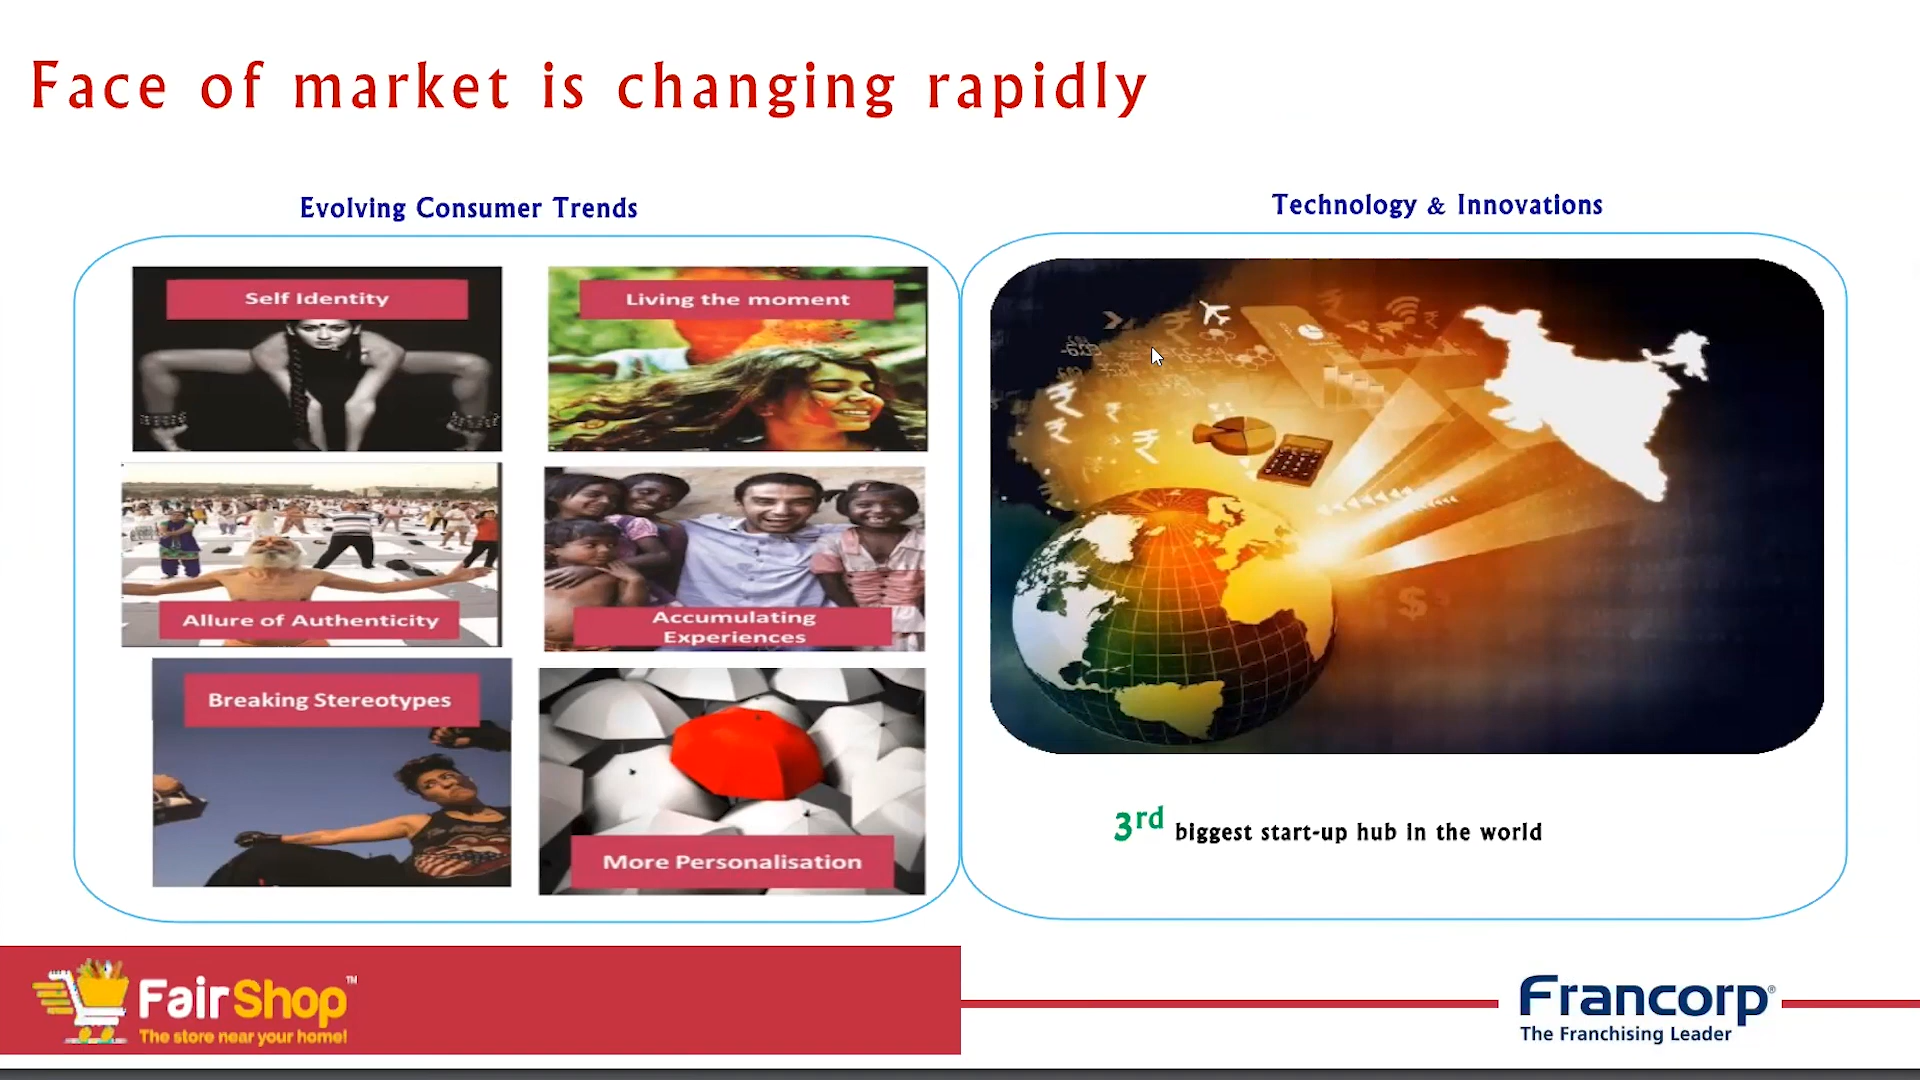 Face of market is changing rapidly
Evolving Consumer Trends
Self Identity
Living the moment
Allure of Authenticity
Accumulating
Experiences
Breaking Stereotypes
More Personalisation
Technology & Innovations
3rd biggest start-up hub in the world
FairShop™
The store near your home!
Francorp®
The Franchising Leader